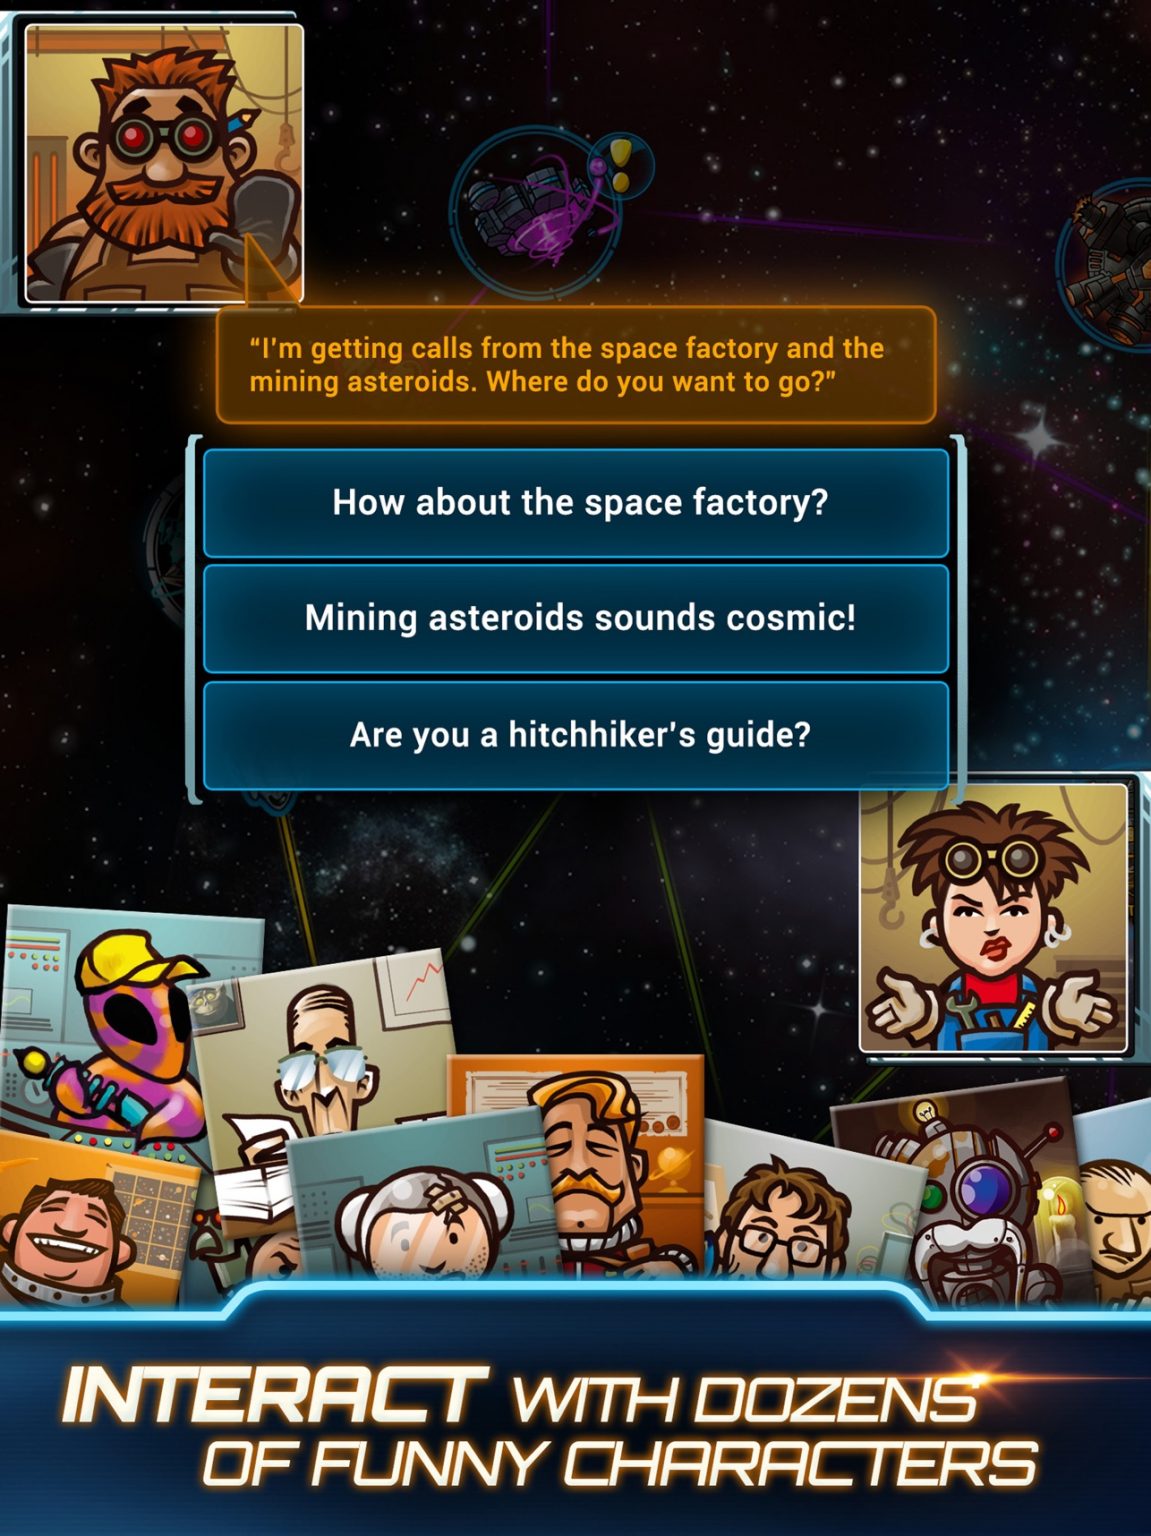 “I'm getting calls from the space factory and the
mining asteroids. Where do you want to go?”
How about the space factory?
Mining asteroids sounds cosmic!
Are you a hitchhiker's guide?
INTERACT WITH DOZENS
OF FUNNY CHARACTERS